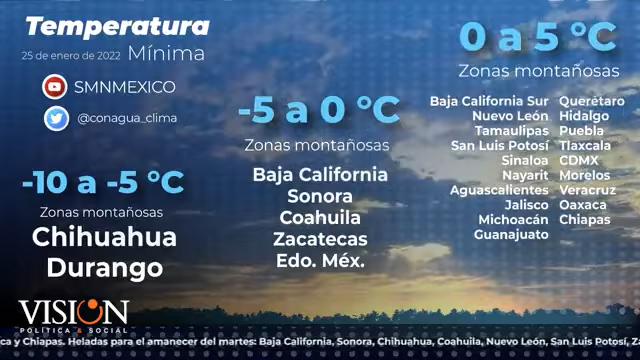 Temperatura
25 de enero de 2022 Mínima
SMNMEXICO
@conagua_clima
-10 a -5 °C
Zonas montañosas
Chihuahua
Durango
-5 a 0 °C
Zonas montañosas
Baja California
Sonora
Coahuila
Zacatecas
Edo. Méx.
0 a 5 °C
Zonas montañosas
Baja California Sur
Nuevo León
Tamaulipas
San Luis Potosí
Sinaloa
Nayarit
Aguascalientes
Jalisco
Michoacán
Guanajuato
Querétaro
Hidalgo
Puebla
Tlaxcala
CDMX
Morelos
Veracruz
Oaxaca
Chiapas
VISIÓN
POLÍTICA & SOCIAL
ca y Chiapas. Heladas para el amanecer del martes: Baja California, Sonora, Chihuahua, Coahuila, Nuevo León, San Luis Potosí, Za